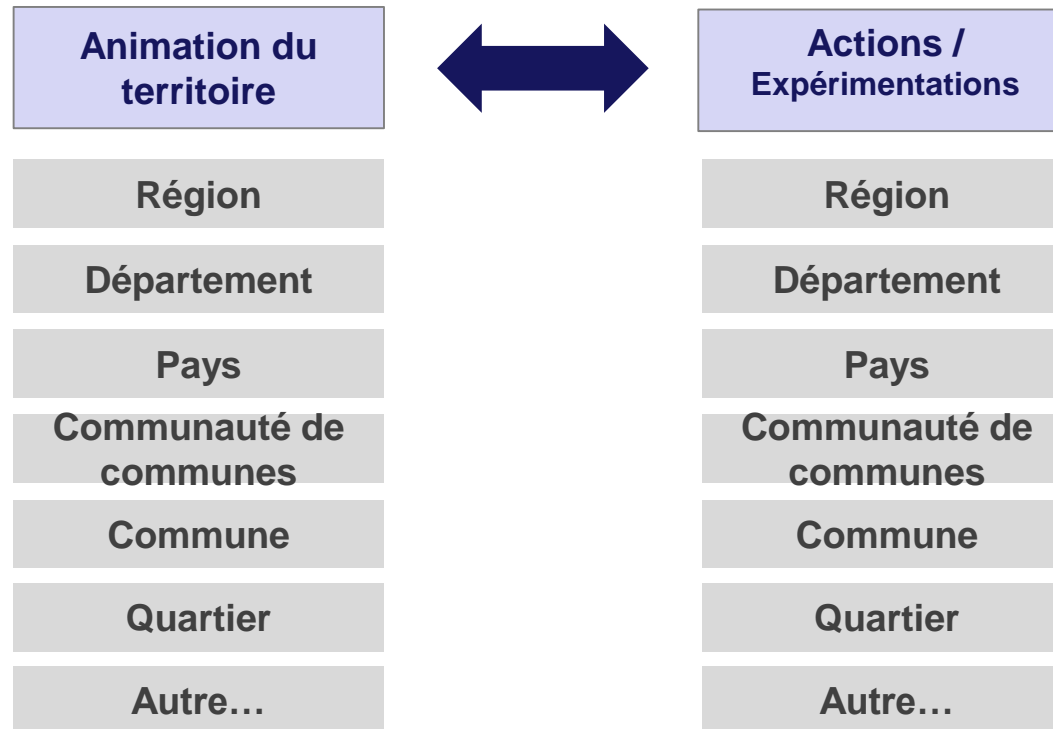 Animation du
territoire
Région
Département
Pays
Communauté de
communes
Commune
Quartier
Autre…
Actions /
Expérimentations
Région
Département
Pays
Communauté de
communes
Commune
Quartier
Autre…